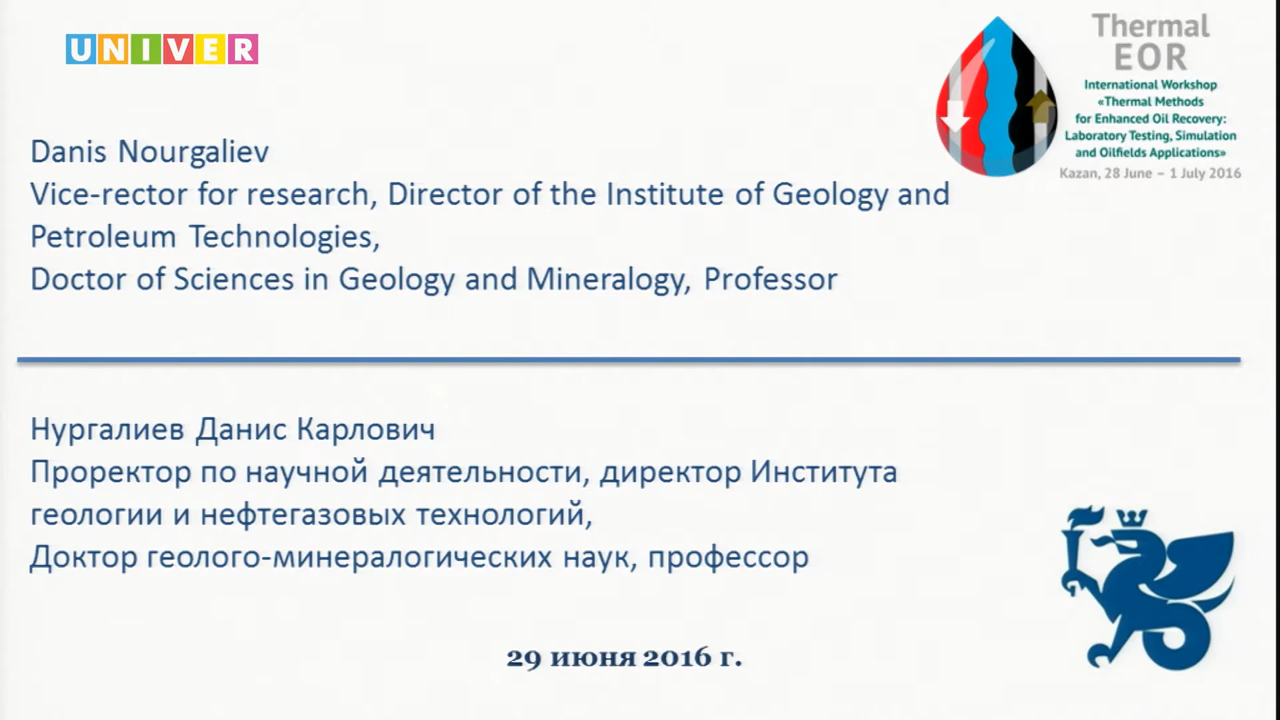 UNIVER
Thermal
EOR
International Workshop
«Thermal Methods
for Enhanced Oil Recovery:
Laboratory Testing, Simulation
and Oilfields Applications»
Kazan, 28 June – 1 July 2016
Danis Nourgaliev
Vice-rector for research, Director of the Institute of Geology and
Petroleum Technologies,
Doctor of Sciences in Geology and Mineralogy, Professor
Нургалиев Данис Карлович
Проректор по научной деятельности, директор Института
геологии и нефтегазовых технологий,
Доктор геолого-минералогических наук, профессор
29 июня 2016 г.